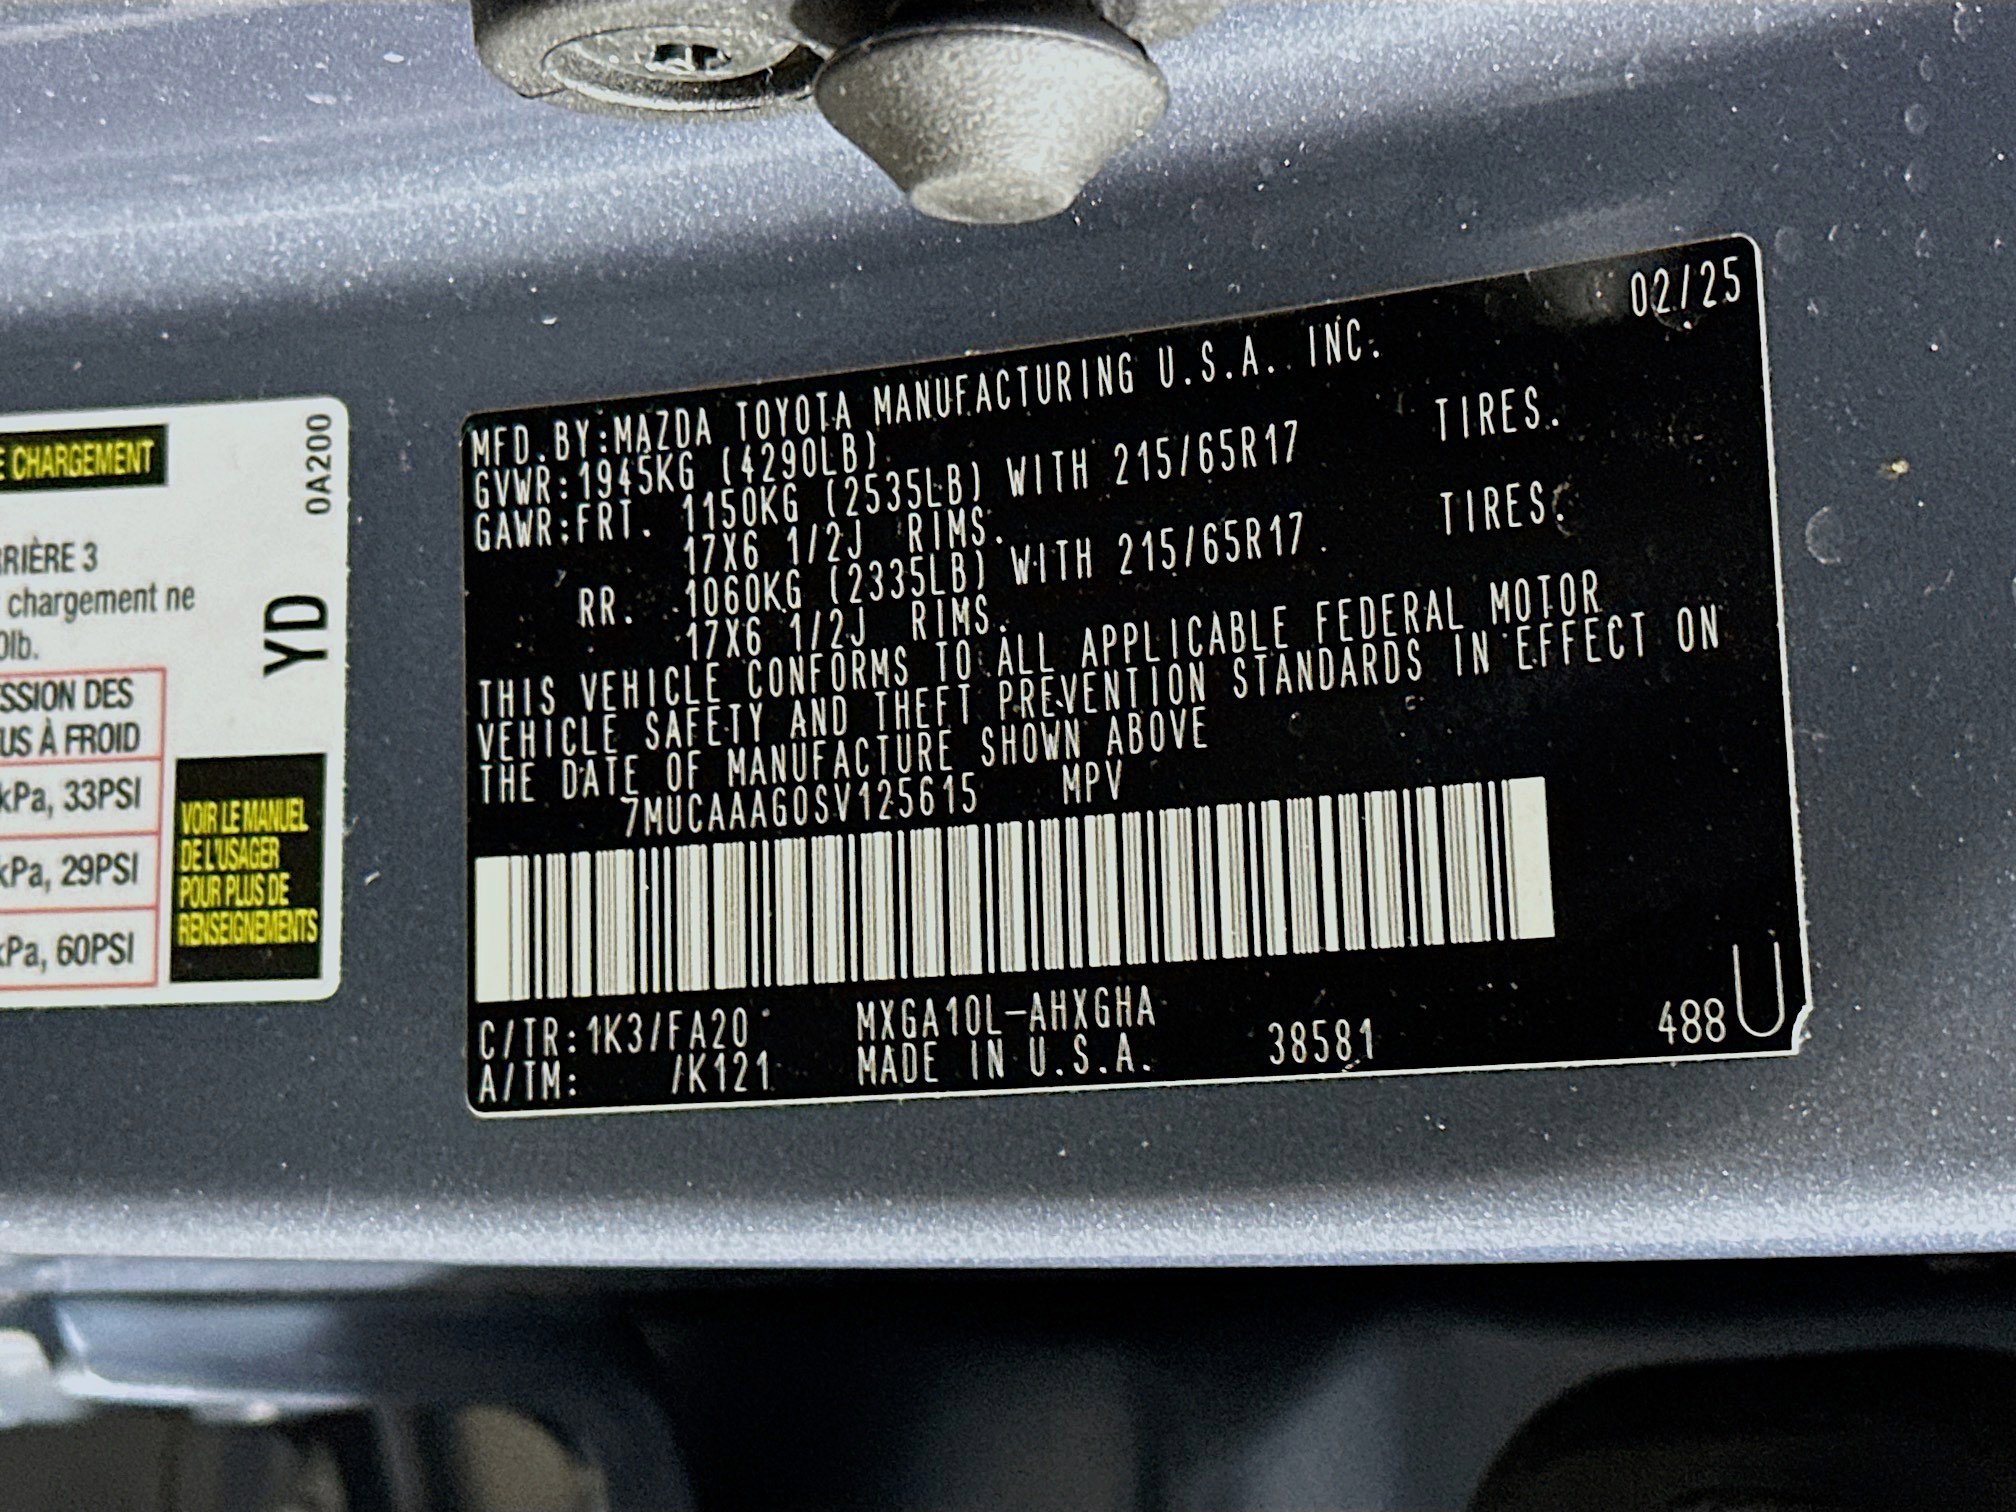 E CHARGEMENT
0A200
RRIÈRE 3
chargement ne
0lb.
YD
SSION DES
US À FROID
kPa, 33PSI
kPa, 29PSI
kPa, 60PSI
VOIR LE MANUEL
DE L'USAGER
POUR PLUS DE
RENSEIGNEMENTS
02/25
MFD.BY:MAZDA TOYOTA MANUFACTURING U.S.A. INC.
GVWR:1945KG (4290LB)
GAWR:FRT. 1150KG (2535LB) WITH 215/65R17 TIRES.
17X6 1/2J RIMS.
RR. 1060KG (2335LB) WITH 215/65R17 TIRES.
17X6 1/2J RIMS.
THIS VEHICLE CONFORMS TO ALL APPLICABLE FEDERAL MOTOR
VEHICLE SAFETY AND THEFT PREVENTION STANDARDS IN EFFECT ON
THE DATE OF MANUFACTURE SHOWN ABOVE
7MUCAAAG0SV125615 MPV
C/TR:1K3/FA20 MXGA10L-AHXGHA
A/TM: /K121 MADE IN U.S.A. 38581 488 U